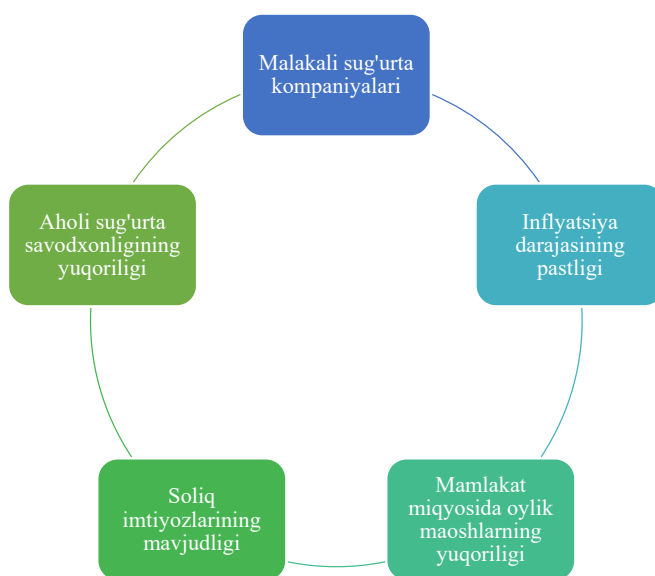 Malakali sug'urta
kompaniyalari
Inflyatsiya
darajasining
pastligi
Mamlakat
miqyosida oylik
maoshlarning
yuqoriligi
Soliq
imtiyozlarining
mavjudligi
Aholi sug'urta
savodxonligining
yuqoriligi